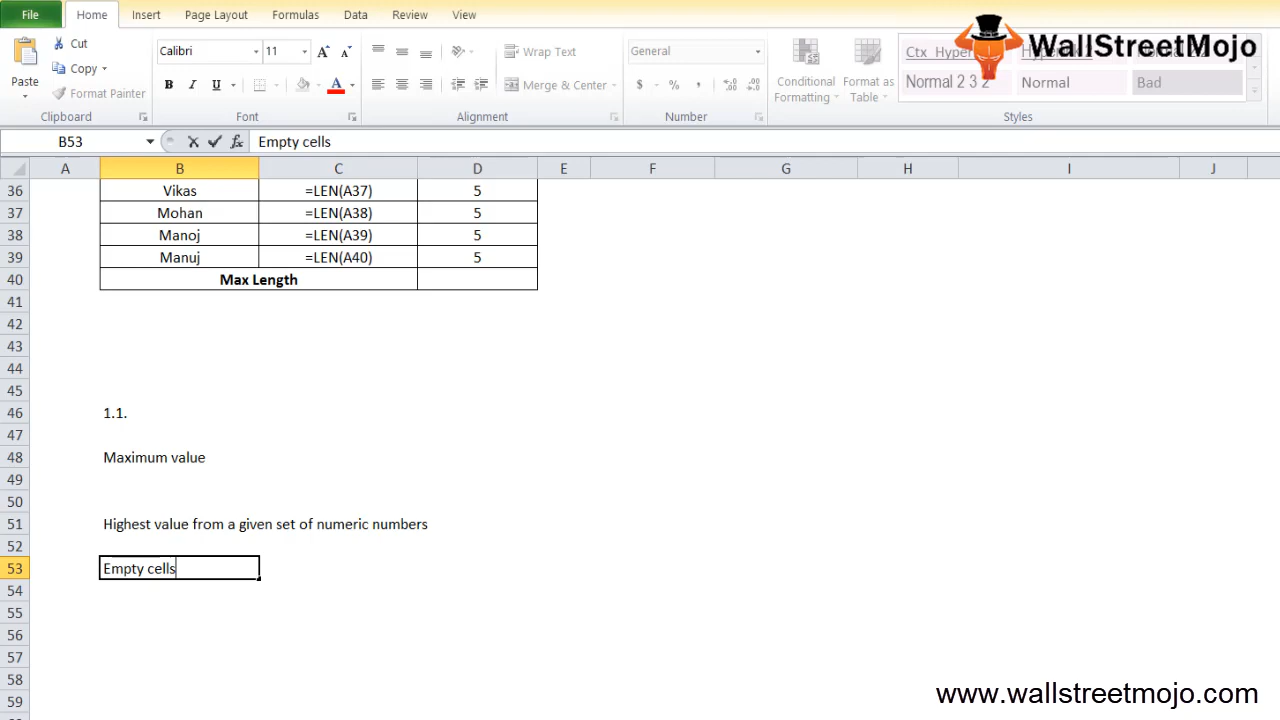 File Home Insert Page Layout Formulas Data Review View
WallStreetMojo
Paste
Cut
Copy
Format Painter
Clipboard
Calibri 11
B I U A
Font
Wrap Text
Merge & Center
Alignment
General
$ % ,
Number
Conditional Formatting
Format as Table
Ctx_Hyper
Normal 2 3 2 Normal Bad
Styles
B53 fx Empty cells
A B C D E F G H I J
36 Vikas =LEN(A37) 5
37 Mohan =LEN(A38) 5
38 Manoj =LEN(A39) 5
39 Manuj =LEN(A40) 5
40 Max Length
41
42
43
44
45
46 1.1.
47
48 Maximum value
49
50
51 Highest value from a given set of numeric numbers
52
53 Empty cells
54
55
56
57
58
59
www.wallstreetmojo.com